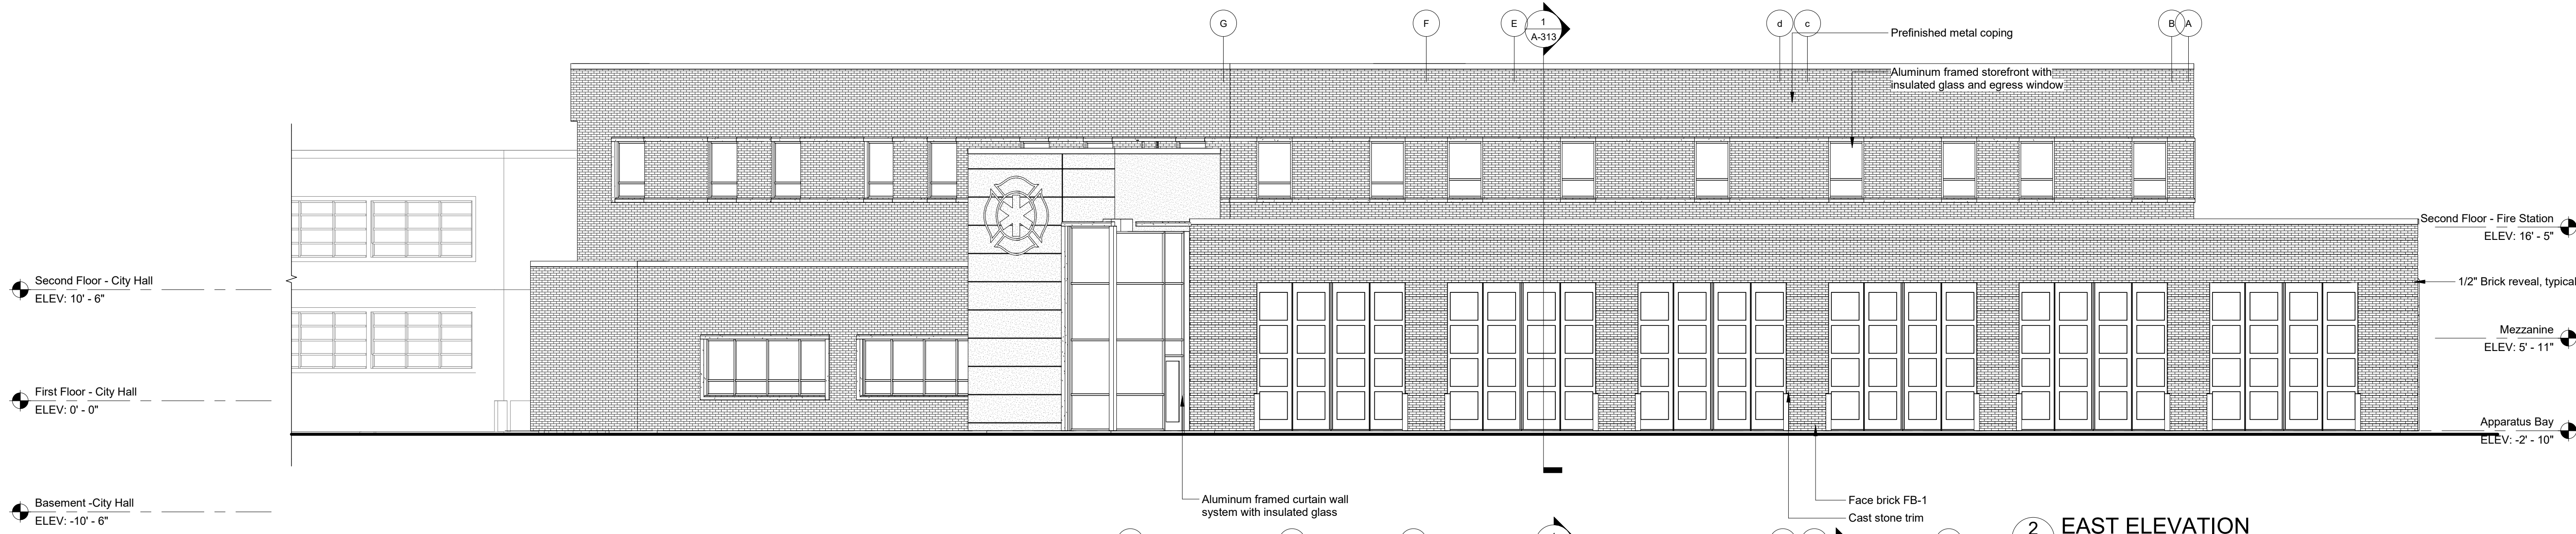 G
F
E
1
A-313
d
c
B
A
Prefinished metal coping
Aluminum framed storefront with
insulated glass and egress window
Second Floor - Fire Station
ELEV: 16' - 5"
Second Floor - City Hall
ELEV: 10' - 6"
1/2" Brick reveal, typical
Mezzanine
ELEV: 5' - 11"
First Floor - City Hall
ELEV: 0' - 0"
Apparatus Bay
ELEV: -2' - 10"
Basement -City Hall
ELEV: -10' - 6"
Aluminum framed curtain wall
system with insulated glass
Face brick FB-1
Cast stone trim
2
EAST ELEVATION